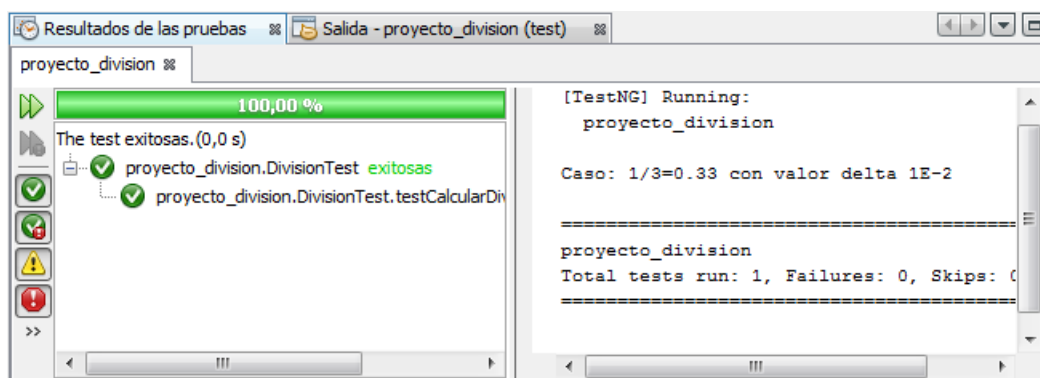 Resultados de las pruebas
Salida - proyecto_division (test)
proyecto_division
100,00 %
The test exitosas.(0,0 s)
proyecto_division.DivisionTest exitosas
proyecto_division.DivisionTest.testCalcularDiv
>>
[TestNG] Running:
proyecto_division
Caso: 1/3=0.33 con valor delta 1E-2
===============================================
proyecto_division
Total tests run: 1, Failures: 0, Skips: 0
===============================================